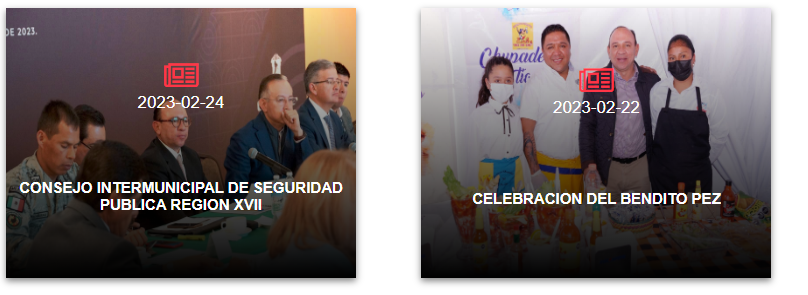 DE 2023.
2023-02-24
CONSEJO INTERMUNICIPAL DE SEGURIDAD
PUBLICA REGION XVII
2023-02-22
CELEBRACION DEL BENDITO PEZ